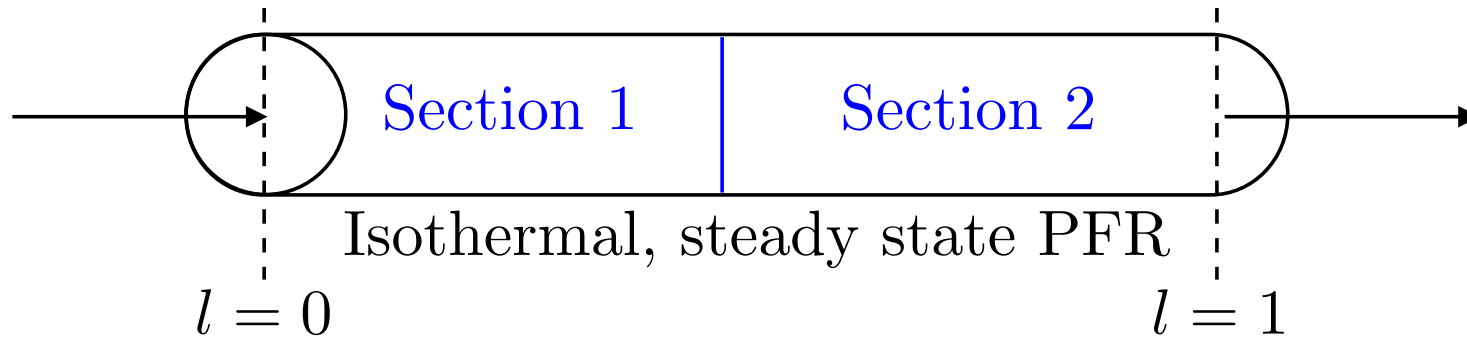 Section 1
Section 2
Isothermal, steady state PFR
l = 0
l = 1